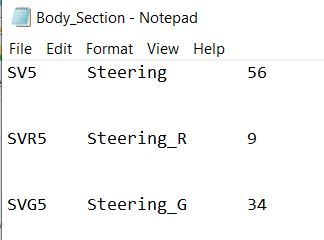 Body_Section - Notepad
File Edit Format View Help
SV5 Steering 56
SVR5 Steering_R 9
SVG5 Steering_G 34